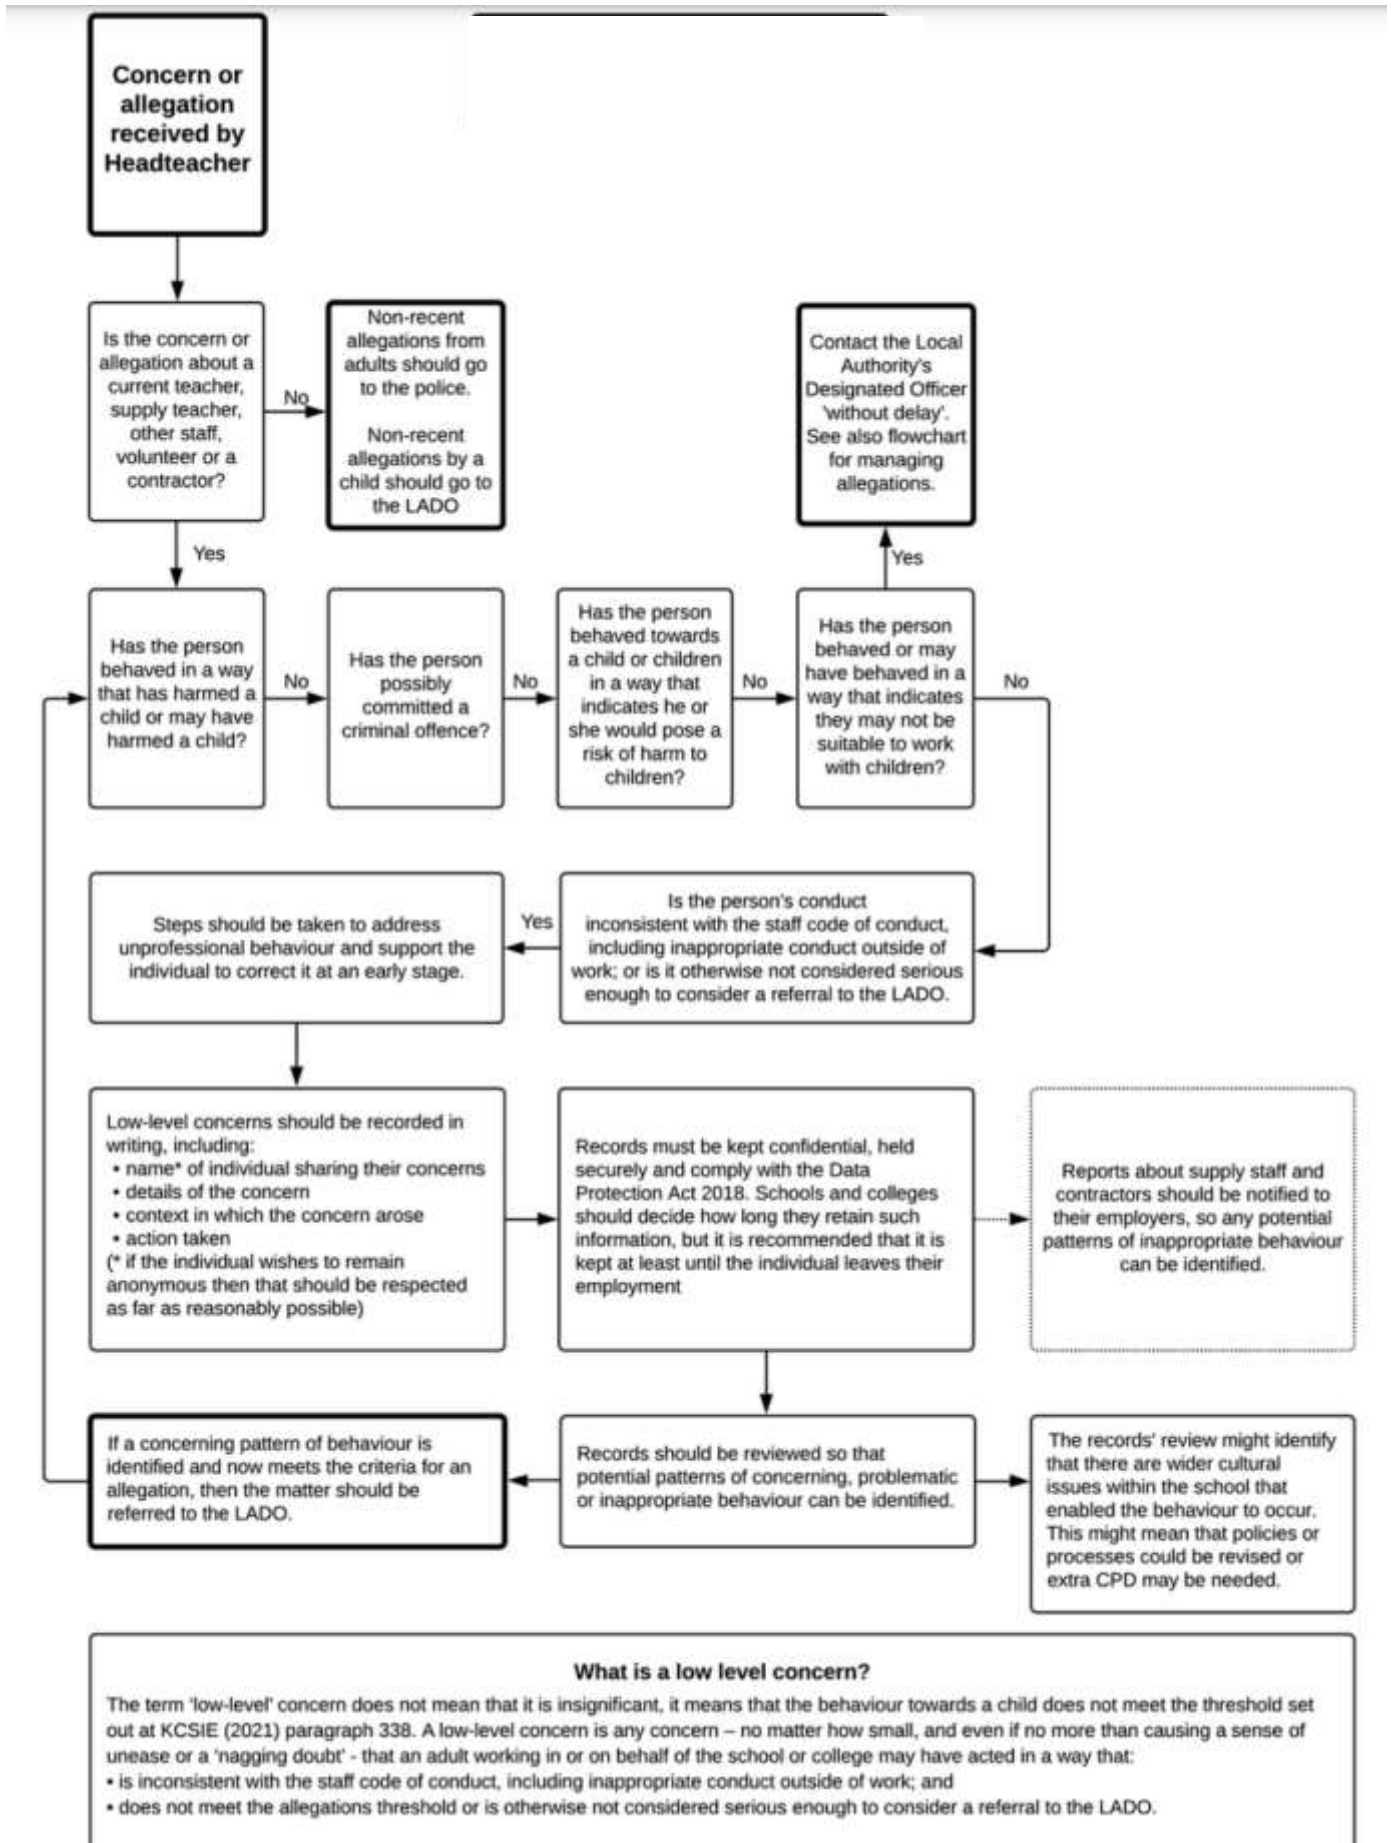 Concern or
allegation
received by
Headteacher
Is the concern or
allegation about a
current teacher,
supply teacher,
other staff,
volunteer or a
contractor?
No
Non-recent
allegations from
adults should go
to the police.
Non-recent
allegations by a
child should go to
the LADO
Contact the Local
Authority's
Designated Officer
'without delay'.
See also flowchart
for managing
allegations.
Yes
Yes
Has the person
behaved in a way
that has harmed a
child or may have
harmed a child?
No
Has the person
possibly
committed a
criminal offence?
No
Has the person
behaved towards
a child or children
in a way that
indicates he or
she would pose a
risk of harm to
children?
No
Has the person
behaved or may
have behaved in a
way that indicates
they may not be
suitable to work
with children?
No
Steps should be taken to address
unprofessional behaviour and support the
individual to correct it at an early stage.
Yes
Is the person's conduct
inconsistent with the staff code of conduct,
including inappropriate conduct outside of
work; or is it otherwise not considered serious
enough to consider a referral to the LADO.
Low-level concerns should be recorded in
writing, including:
• name* of individual sharing their concerns
• details of the concern
• context in which the concern arose
• action taken
(* if the individual wishes to remain
anonymous then that should be respected
as far as reasonably possible)
Records must be kept confidential, held
securely and comply with the Data
Protection Act 2018. Schools and colleges
should decide how long they retain such
information, but it is recommended that it is
kept at least until the individual leaves their
employment
Reports about supply staff and
contractors should be notified to
their employers, so any potential
patterns of inappropriate behaviour
can be identified.
If a concerning pattern of behaviour is
identified and now meets the criteria for an
allegation, then the matter should be
referred to the LADO.
Records should be reviewed so that
potential patterns of concerning, problematic
or inappropriate behaviour can be identified.
The records' review might identify
that there are wider cultural
issues within the school that
enabled the behaviour to occur.
This might mean that policies or
processes could be revised or
extra CPD may be needed.
What is a low level concern?
The term 'low-level' concern does not mean that it is insignificant, it means that the behaviour towards a child does not meet the threshold set
out at KCSIE (2021) paragraph 338. A low-level concern is any concern – no matter how small, and even if no more than causing a sense of
unease or a 'nagging doubt' - that an adult working in or on behalf of the school or college may have acted in a way that:
• is inconsistent with the staff code of conduct, including inappropriate conduct outside of work; and
• does not meet the allegations threshold or is otherwise not considered serious enough to consider a referral to the LADO.